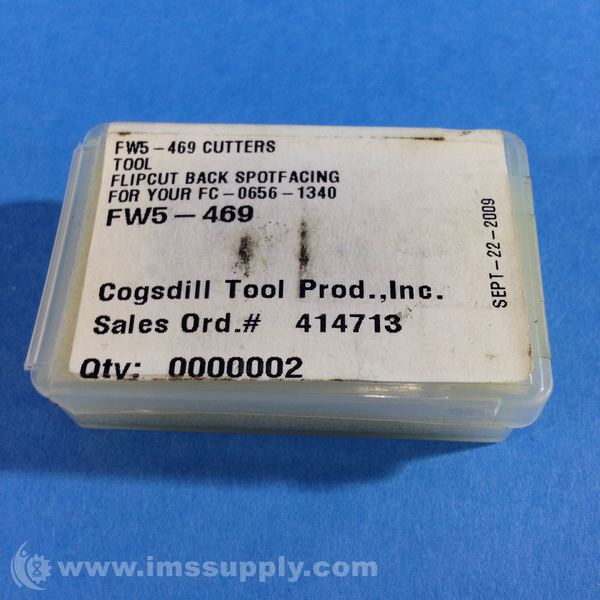 FW5-469 CUTTERS
TOOL
FLIPCUT BACK SPOTFACING
FOR YOUR FC-0656-1340
FW5-469
Cogsdill Tool Prod.,Inc.
Sales Ord.# 414713
Qty: 0000002
SEPT-22-2009
www.imssupply.com